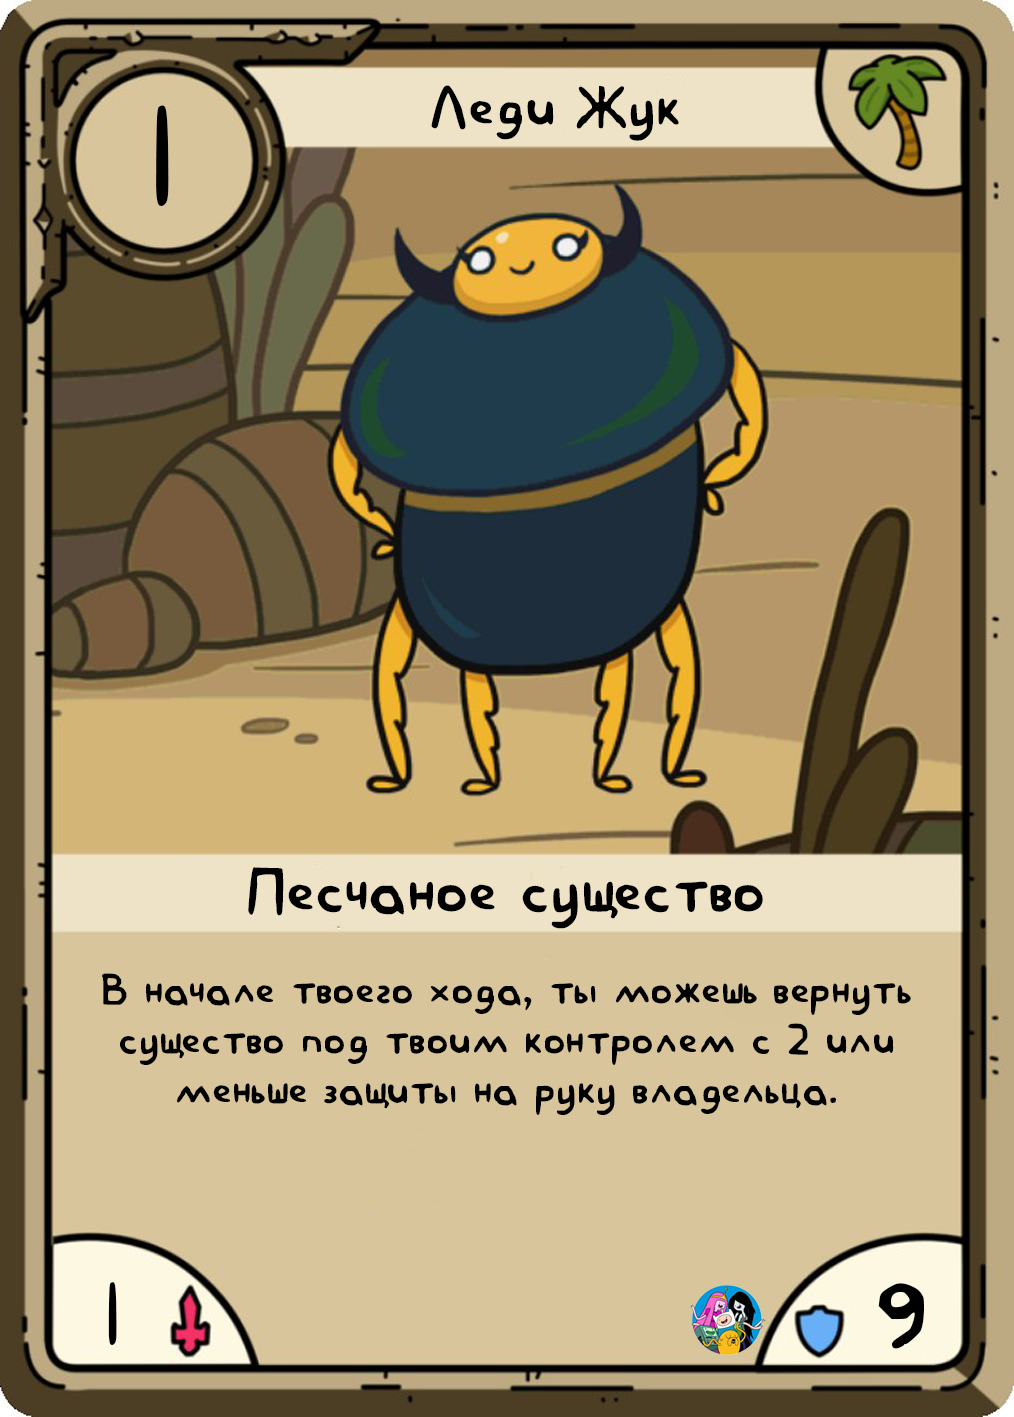 1
Леди Жук
Песчаное существо
В начале твоего хода, ты можешь вернуть
существо под твоим контролем с 2 или
меньше защиты на руку владельца.
1
9